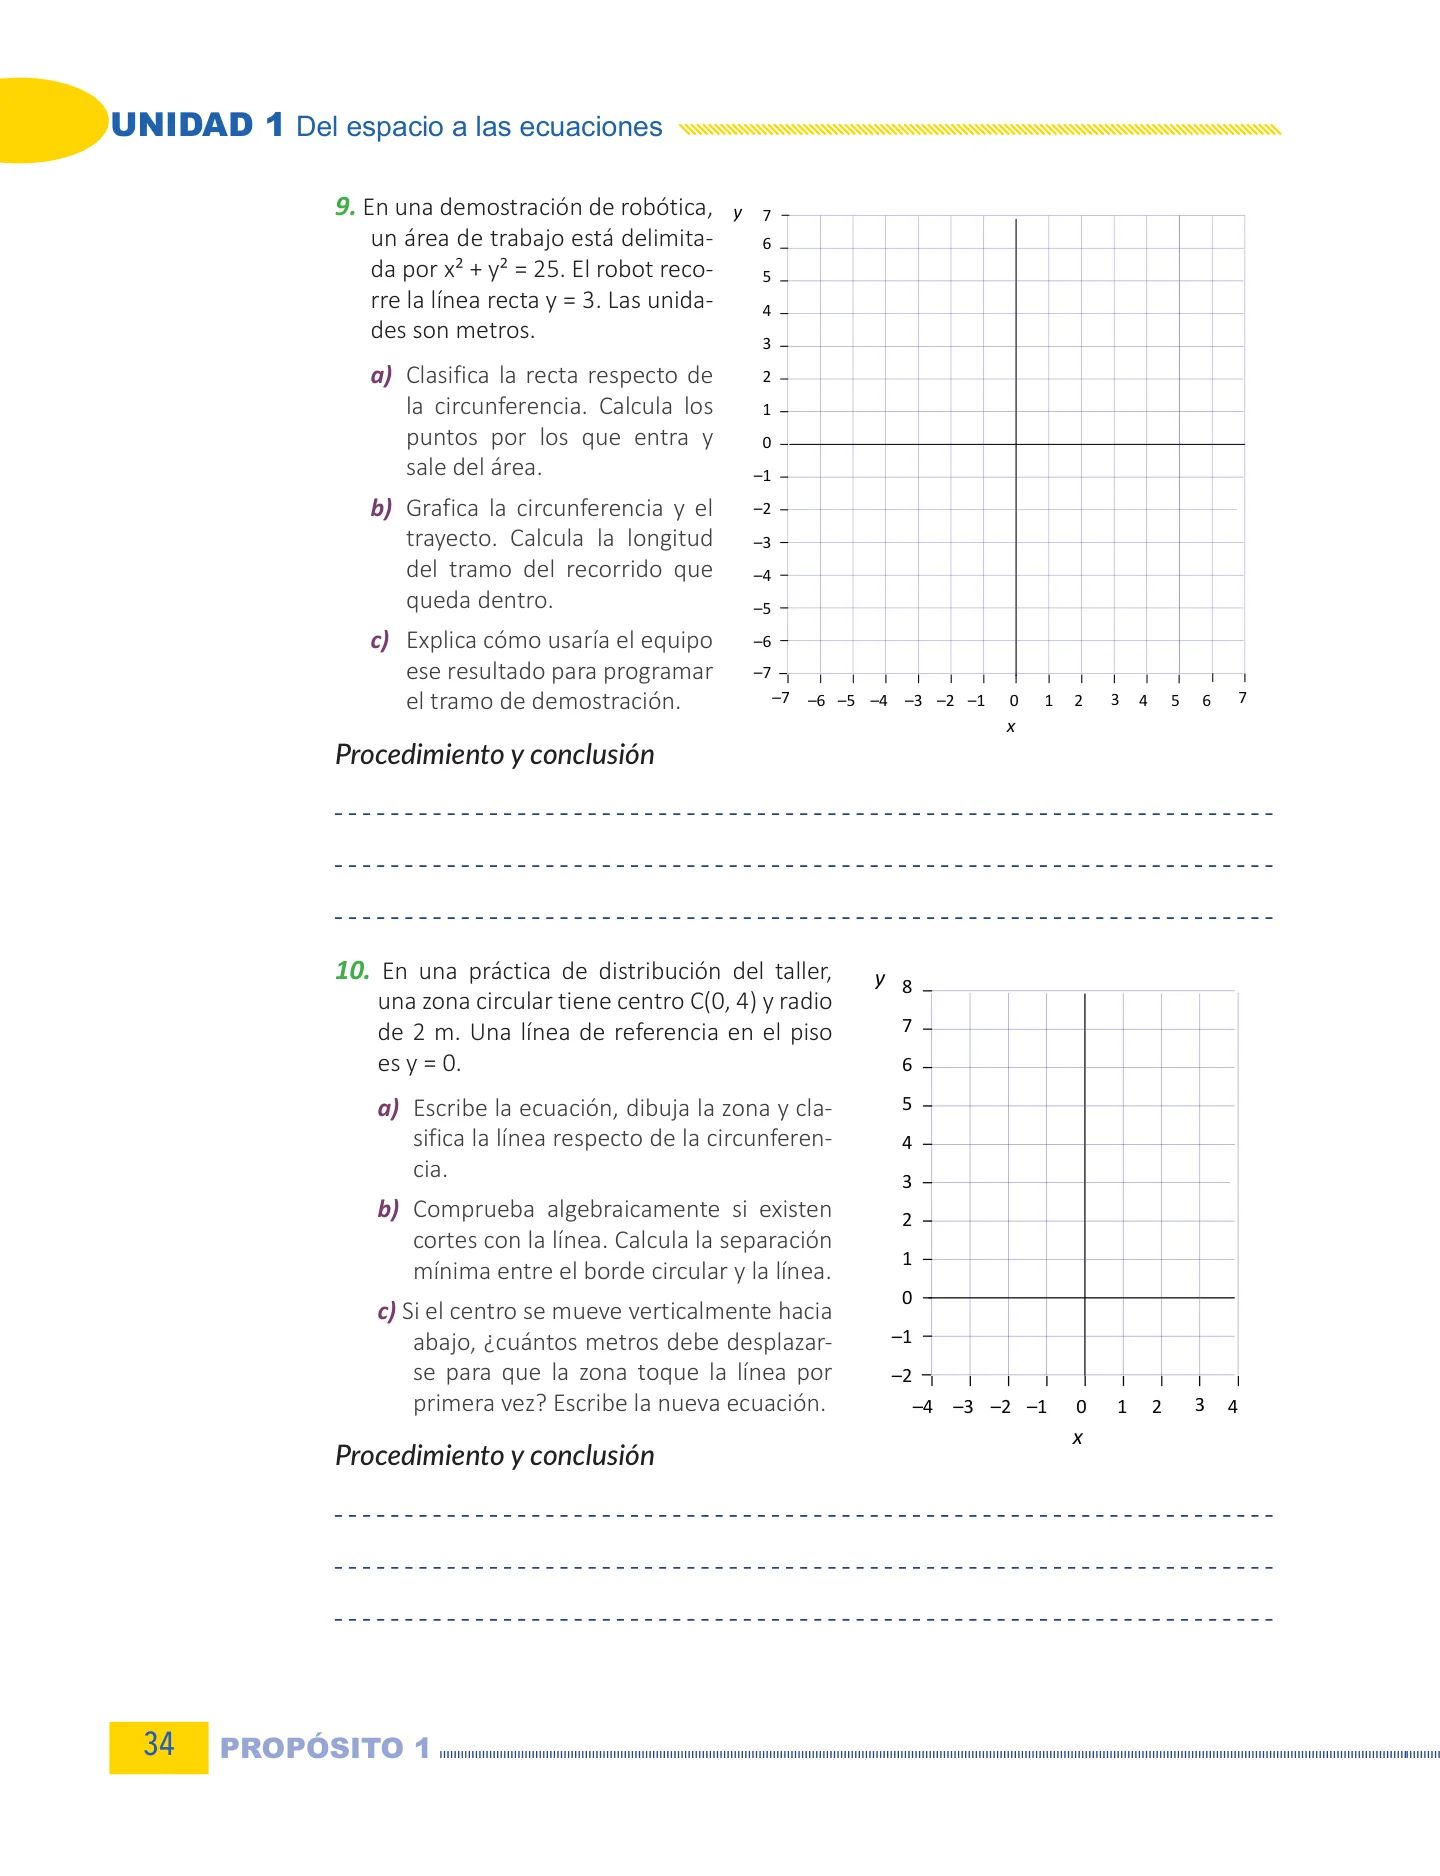 UNIDAD 1 Del espacio a las ecuaciones
9. En una demostración de robótica,
un área de trabajo está delimita-
da por x² + y² = 25. El robot reco-
rre la línea recta y = 3. Las unida-
des son metros.
a) Clasifica la recta respecto de
la circunferencia. Calcula los
puntos por los que entra y
sale del área.
b) Grafica la circunferencia y el
trayecto. Calcula la longitud
del tramo del recorrido que
queda dentro.
c) Explica cómo usaría el equipo
ese resultado para programar
el tramo de demostración.
y
7
6
5
4
3
2
1
0
–1
–2
–3
–4
–5
–6
–7
–7 –6 –5 –4 –3 –2 –1 0 1 2 3 4 5 6 7
x
Procedimiento y conclusión
10. En una práctica de distribución del taller,
una zona circular tiene centro C(0, 4) y radio
de 2 m. Una línea de referencia en el piso
es y = 0.
a) Escribe la ecuación, dibuja la zona y cla-
sifica la línea respecto de la circunferen-
cia.
b) Comprueba algebraicamente si existen
cortes con la línea. Calcula la separación
mínima entre el borde circular y la línea.
c) Si el centro se mueve verticalmente hacia
abajo, ¿cuántos metros debe desplazar-
se para que la zona toque la línea por
primera vez? Escribe la nueva ecuación.
y
8
7
6
5
4
3
2
1
0
–1
–2
–4 –3 –2 –1 0 1 2 3 4
x
Procedimiento y conclusión
34 PROPÓSITO 1